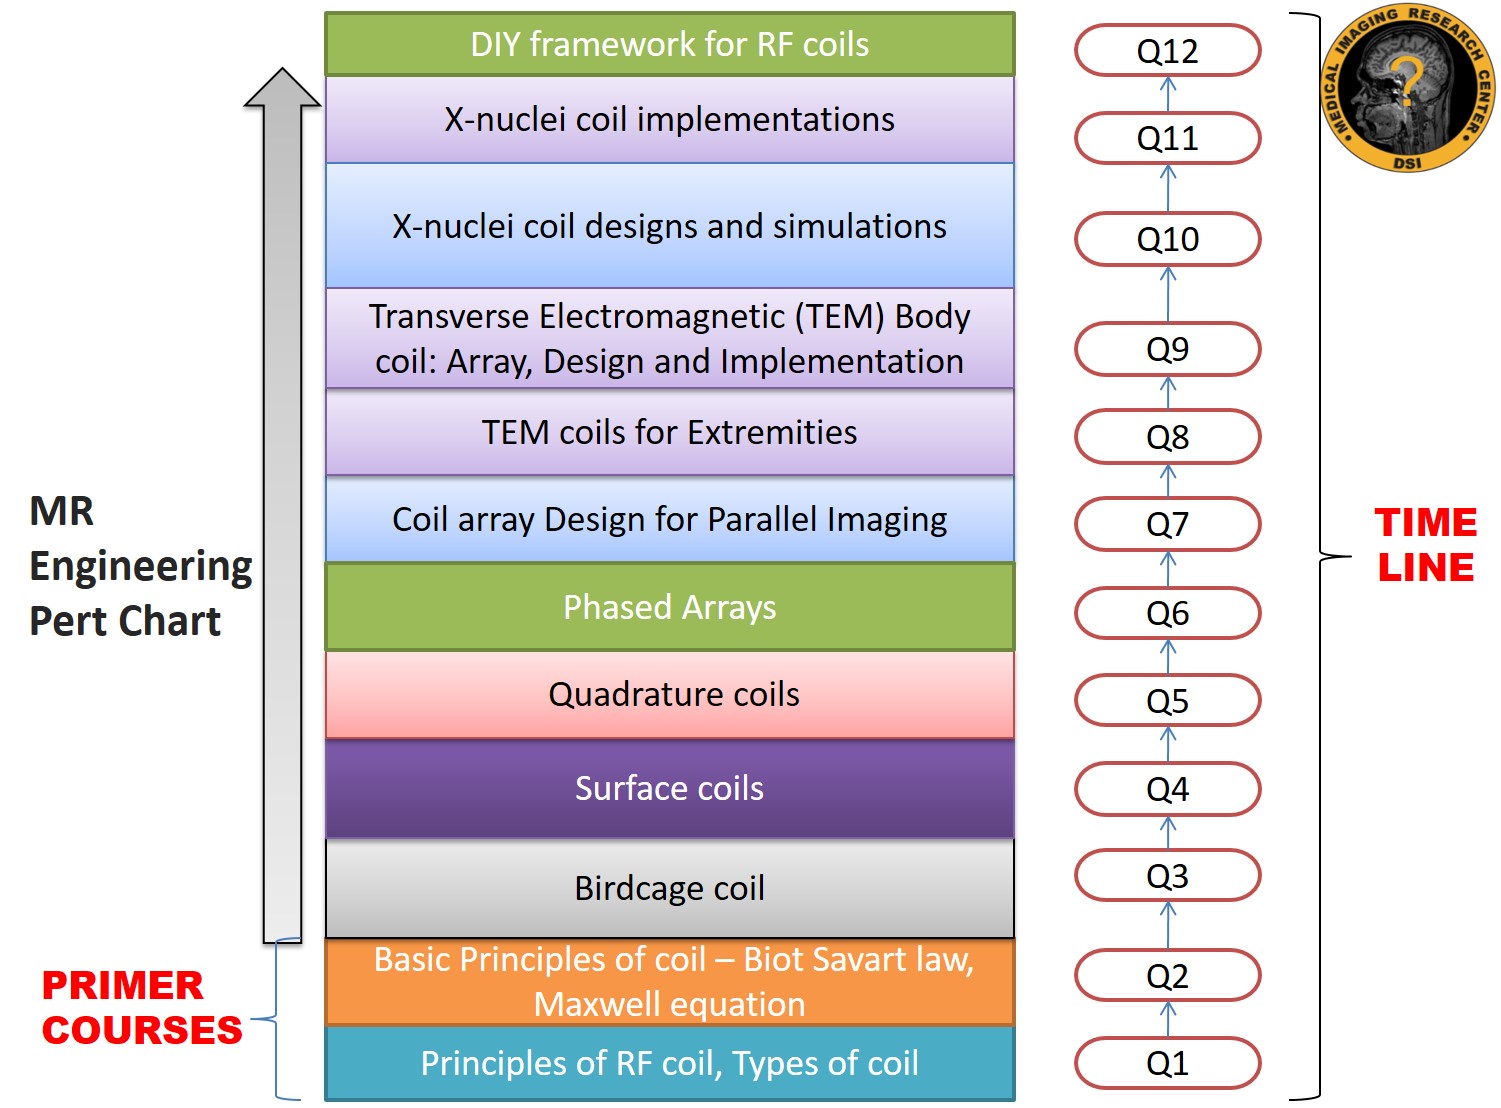 DIY framework for RF coils
Q12
X-nuclei coil implementations
Q11
X-nuclei coil designs and simulations
Q10
Transverse Electromagnetic (TEM) Body
coil: Array, Design and Implementation
Q9
TEM coils for Extremities
Q8
Coil array Design for Parallel Imaging
Q7
Phased Arrays
Q6
Quadrature coils
Q5
Surface coils
Q4
Birdcage coil
Q3
Basic Principles of coil – Biot Savart law,
Maxwell equation
Q2
Principles of RF coil, Types of coil
Q1
MR
Engineering
Pert Chart
PRIMER
COURSES
TIME
LINE
• MEDICAL IMAGING RESEARCH CENTER •
DSI
?